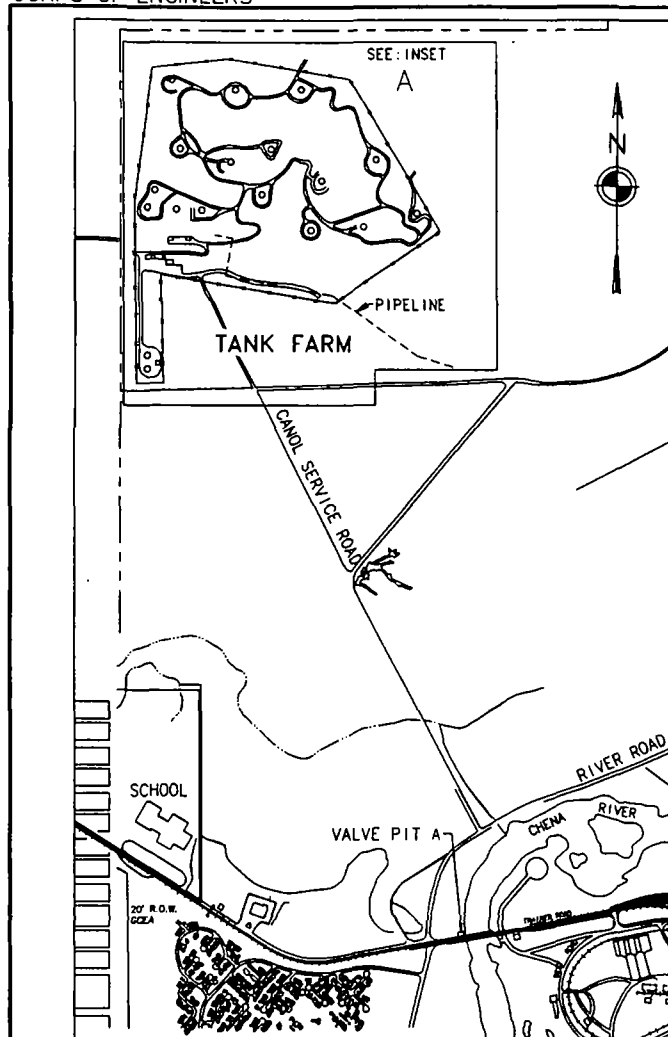 CORPS OF ENGINEERS
SEE: INSET
A
N
PIPELINE
TANK FARM
CANOL SERVICE ROAD
RIVER ROAD
SCHOOL
CHENA RIVER
VALVE PIT A
20' R.O.W.
GCEA